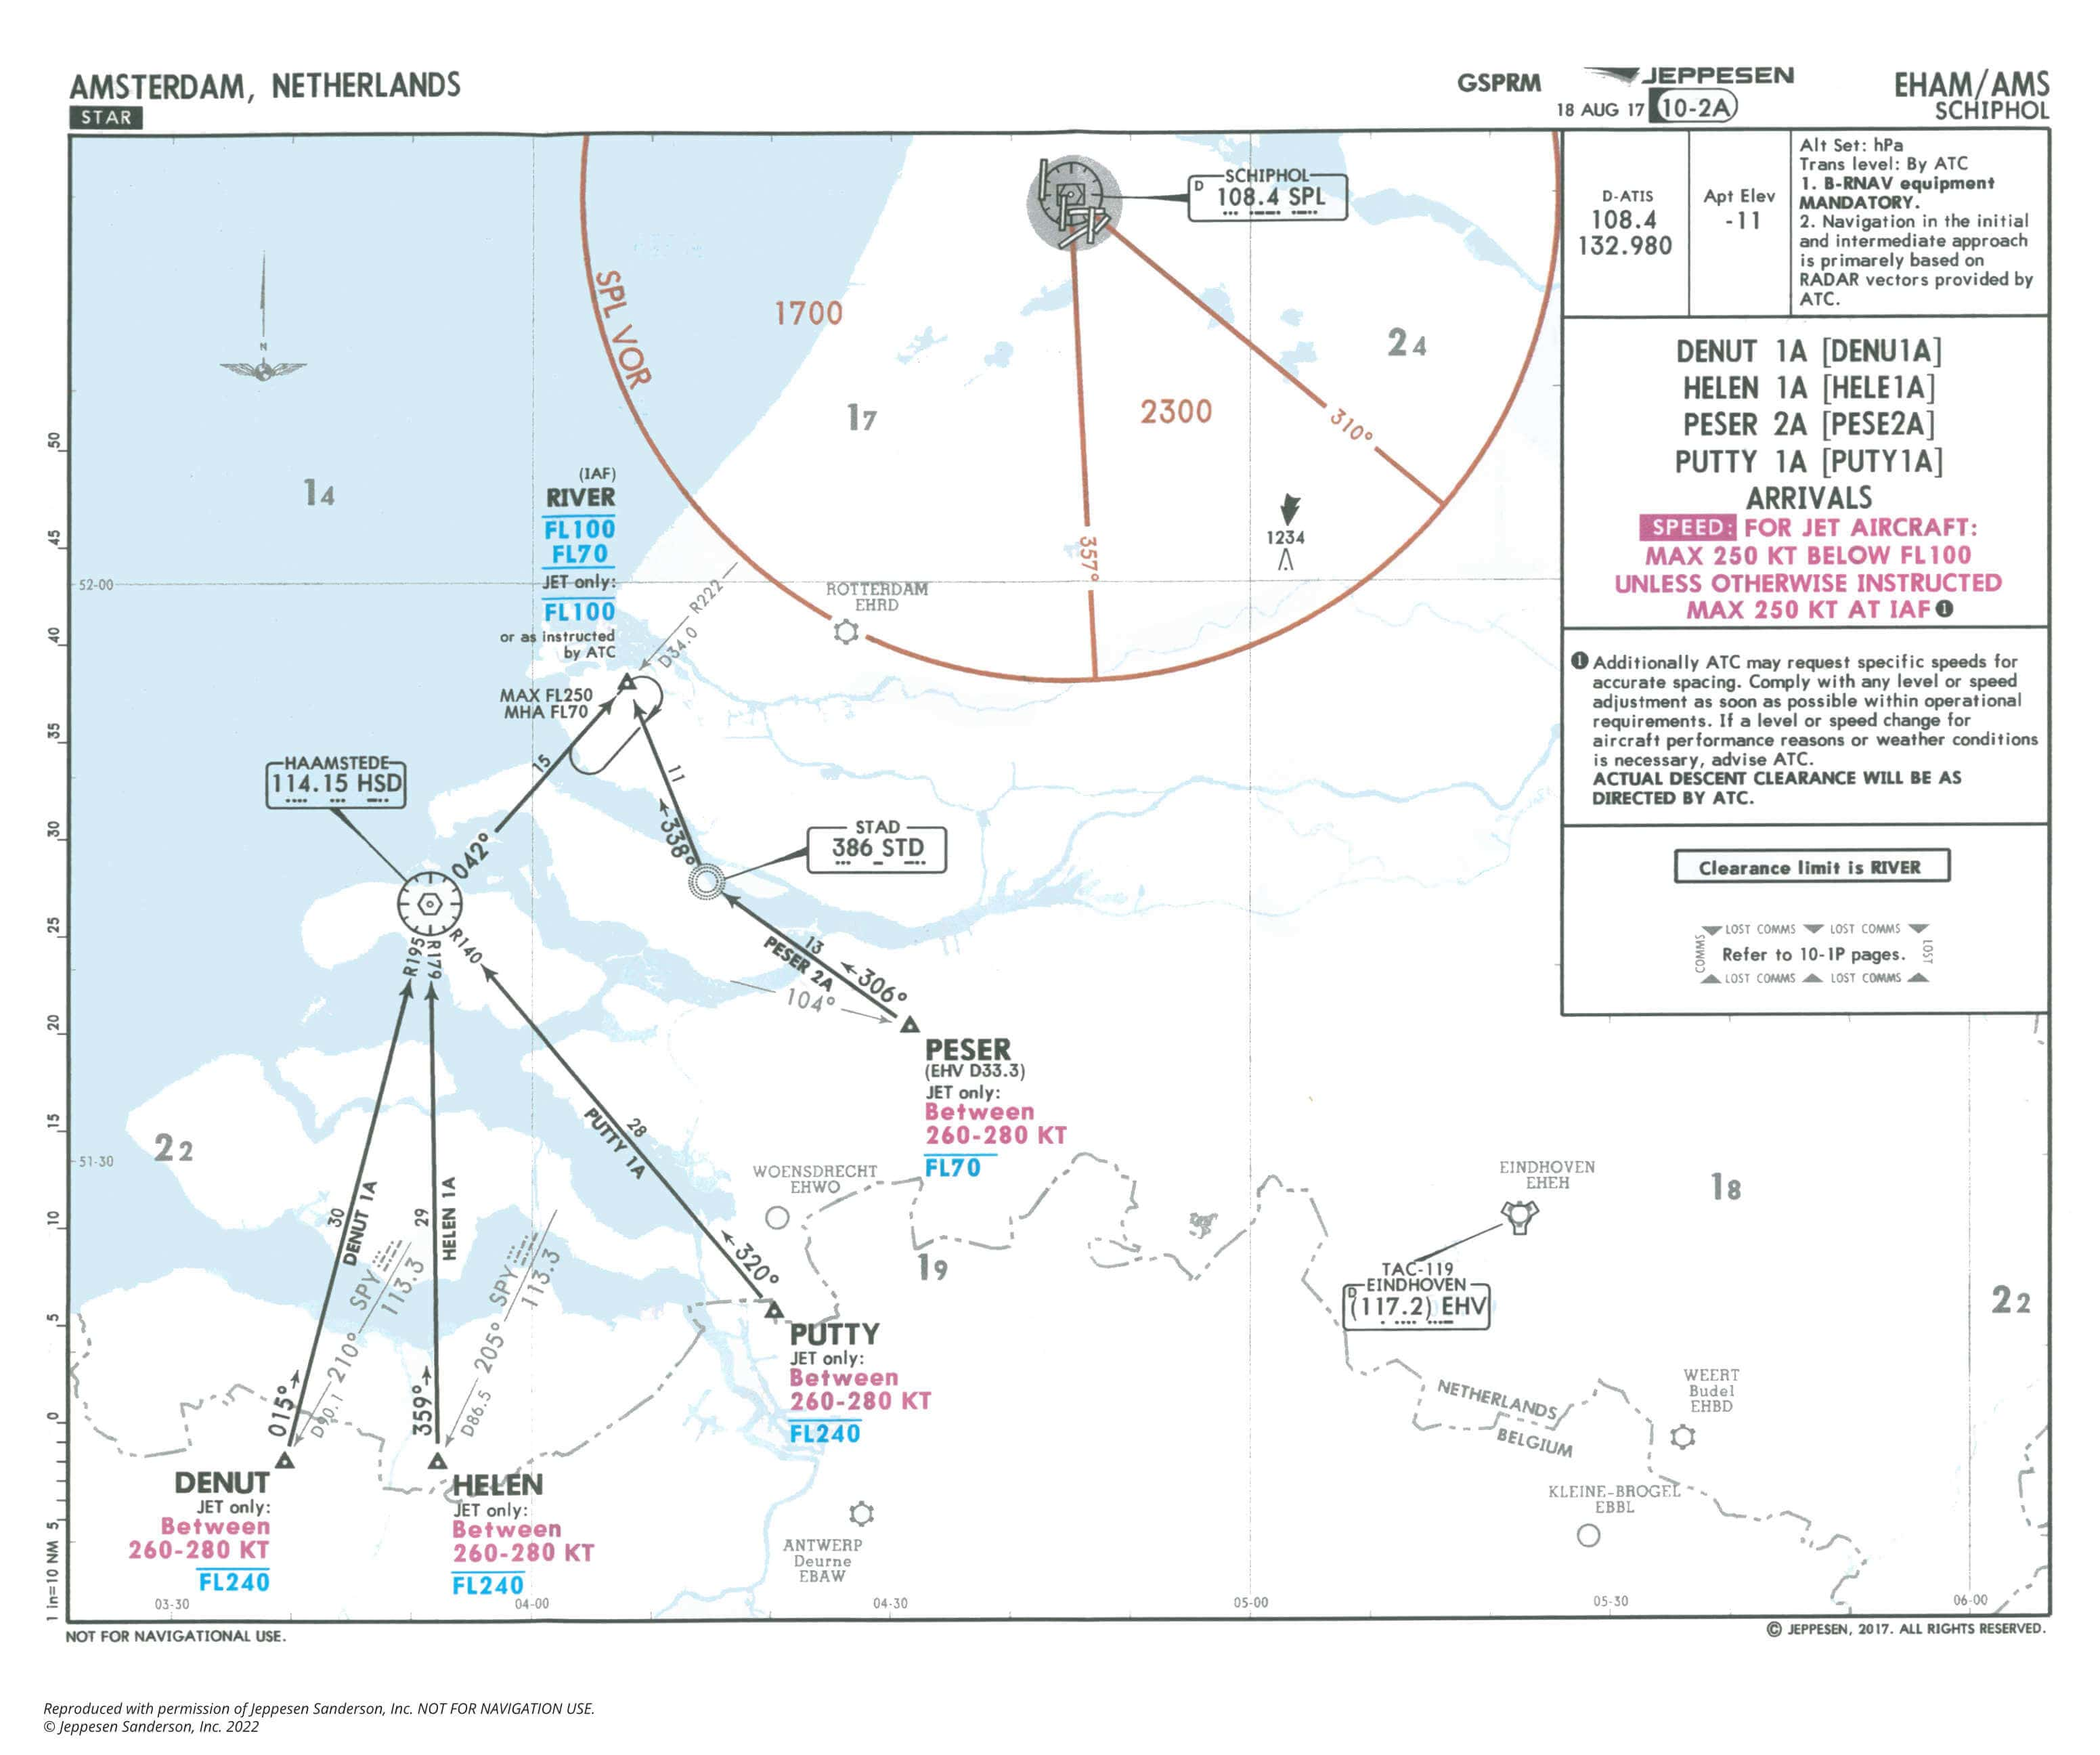 AMSTERDAM, NETHERLANDS
STAR
GSPRM
JEPPESEN
18 AUG 17
10-2A
EHAM/AMS
SCHIPHOL
D-ATIS
108.4
132.980
Apt Elev
-11
Alt Set: hPa
Trans level: By ATC
1. B-RNAV equipment
MANDATORY.
2. Navigation in the initial
and intermediate approach
is primarely based on
RADAR vectors provided by
ATC.
DENUT 1A [DENU1A]
HELEN 1A [HELE1A]
PESER 2A [PESE2A]
PUTTY 1A [PUTY1A]
ARRIVALS
SPEED: FOR JET AIRCRAFT:
MAX 250 KT BELOW FL100
UNLESS OTHERWISE INSTRUCTED
MAX 250 KT AT IAF 1
1 Additionally ATC may request specific speeds for
accurate spacing. Comply with any level or speed
adjustment as soon as possible within operational
requirements. If a level or speed change for
aircraft performance reasons or weather conditions
is necessary, advise ATC.
ACTUAL DESCENT CLEARANCE WILL BE AS
DIRECTED BY ATC.
Clearance limit is RIVER
LOST COMMS LOST COMMS
COMMS
Refer to 10-1P pages.
LOST
LOST COMMS LOST COMMS
SCHIPHOL
D 108.4 SPL
SPL VOR
1700
2300
310°
357°
24
17
14
N
1234
(IAF)
RIVER
FL100
FL70
JET only:
FL100
or as instructed
by ATC
MAX FL250
MHA FL70
D34.0 R222
ROTTERDAM
EHRD
HAAMSTEDE
114.15 HSD
15
042°
11
338°
STAD
386 STD
R195
R179
R140
13
PESER 2A
306°
104°
PESER
(EHV D33.3)
JET only:
Between
260-280 KT
FL70
28
PUTTY 1A
320°
PUTTY
JET only:
Between
260-280 KT
FL240
30
DENUT 1A
015°
SPY
113.3
D90.1 210°
DENUT
JET only:
Between
260-280 KT
FL240
29
HELEN 1A
359°
SPY
113.3
D86.5 205°
HELEN
JET only:
Between
260-280 KT
FL240
22
WOENSDRECHT
EHWO
19
EINDHOVEN
EHEH
18
TAC-119
EINDHOVEN
D (117.2) EHV
22
WEERT
Budel
EHBD
NETHERLANDS
BELGIUM
KLEINE-BROGEL
EBBL
ANTWERP
Deurne
EBAW
50
45
40
35
30
25
20
15
10
5
0
5
1 in=10 NM
52-00
51-30
03-30
04-00
04-30
05-00
05-30
06-00
NOT FOR NAVIGATIONAL USE.
© JEPPESEN, 2017. ALL RIGHTS RESERVED.
Reproduced with permission of Jeppesen Sanderson, Inc. NOT FOR NAVIGATION USE.
© Jeppesen Sanderson, Inc. 2022